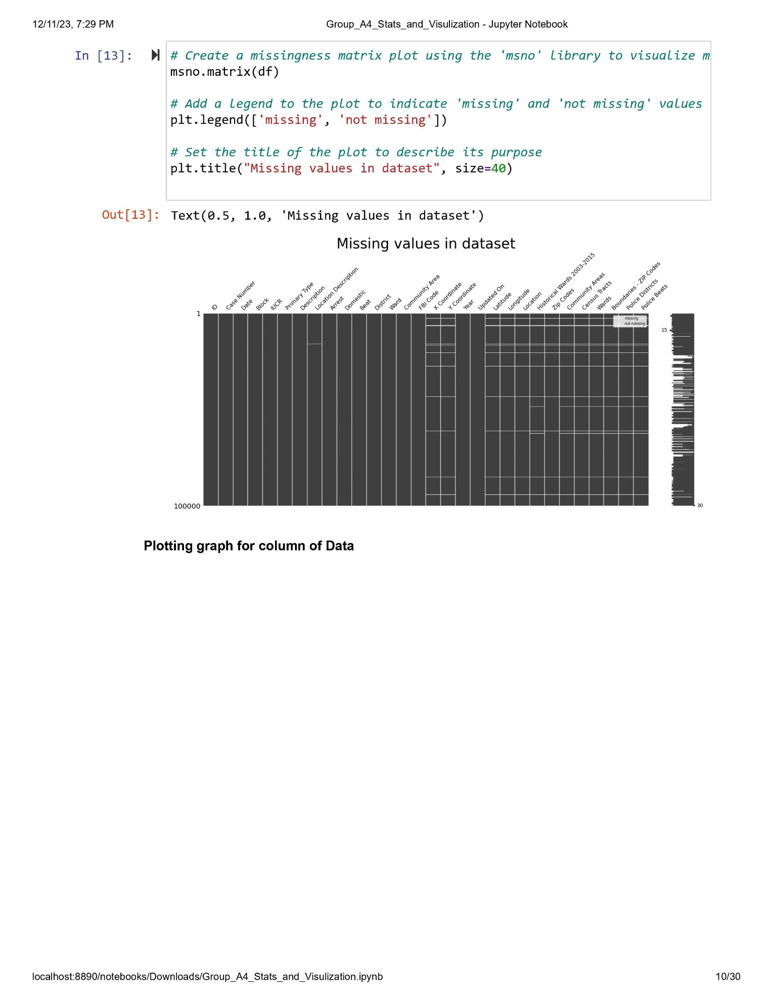 12/11/23, 7:29 PM
Group_A4_Stats_and_Visulization - Jupyter Notebook
In [13]:
# Create a missingness matrix plot using the 'msno' library to visualize m
msno.matrix(df)
# Add a legend to the plot to indicate 'missing' and 'not missing' values
plt.legend(['missing', 'not missing'])
# Set the title of the plot to describe its purpose
plt.title("Missing values in dataset", size=40)
Out[13]: Text(0.5, 1.0, 'Missing values in dataset')
Missing values in dataset
ID
Case Number
Date
Block
IUCR
Primary Type
Description
Location Description
Arrest
Domestic
Beat
District
Ward
Community Area
FBI Code
X Coordinate
Y Coordinate
Year
Updated On
Latitude
Longitude
Location
Historical Wards 2003-2015
Zip Codes
Community Areas
Census Tracts
Wards
Boundaries - ZIP Codes
Police Districts
Police Beats
1
missing
not missing
15
100000
30
Plotting graph for column of Data
localhost:8890/notebooks/Downloads/Group_A4_Stats_and_Visulization.ipynb
10/30